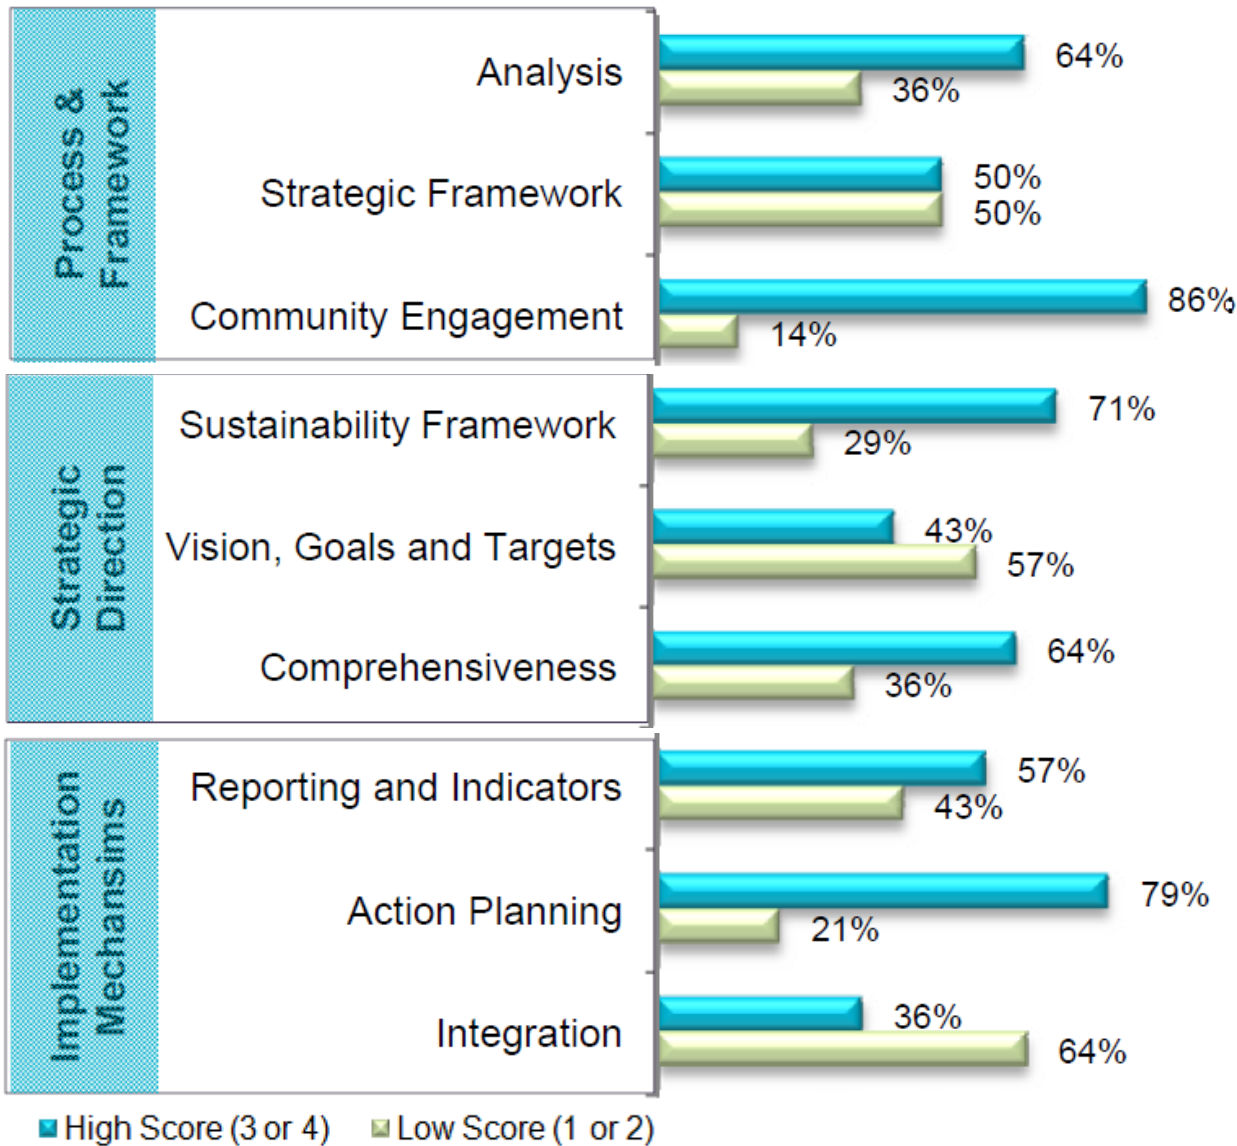 Process &
Framework
Analysis
64%
36%
Strategic Framework
50%
50%
Community Engagement
86%
14%
Strategic
Direction
Sustainability Framework
71%
29%
Vision, Goals and Targets
43%
57%
Comprehensiveness
64%
36%
Implementation
Mechansims
Reporting and Indicators
57%
43%
Action Planning
79%
21%
Integration
36%
64%
High Score (3 or 4)
Low Score (1 or 2)